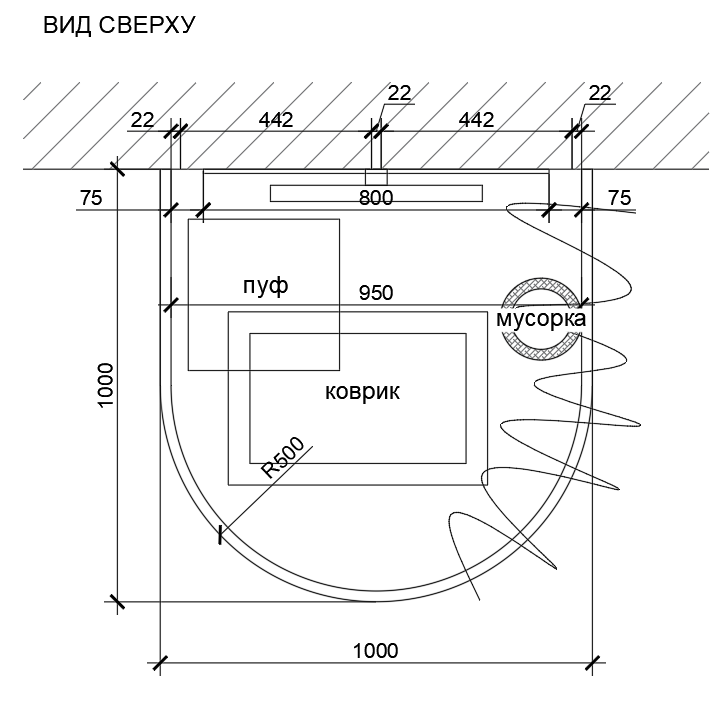 ВИД СВЕРХУ
22
22
22
442
442
75
800
75
пуф
950
мусорка
1000
коврик
R500
1000